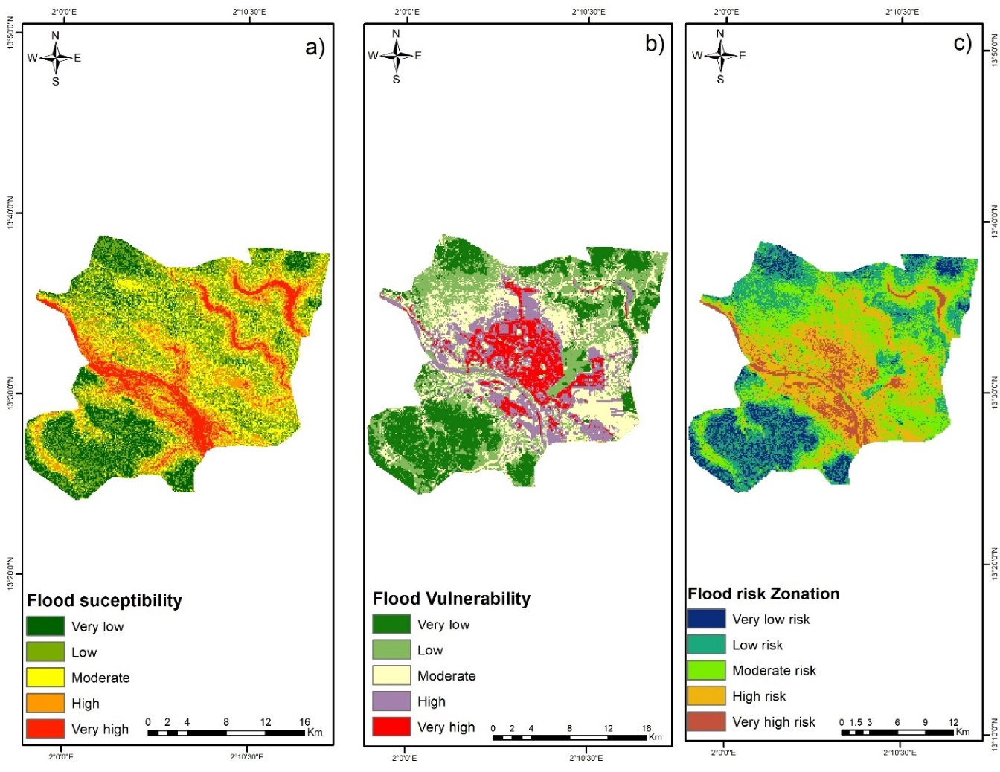 2°0'0"E 2°10'30"E 2°0'0"E 2°10'30"E 2°0'0"E 2°10'30"E
a) b) c)
N
W E
S
N
W E
S
N
W E
S
13°50'0"N
13°40'0"N
13°30'0"N
13°20'0"N
13°50'0"N
13°40'0"N
13°30'0"N
13°20'0"N
13°10'0"N
Flood suceptibility
Very low
Low
Moderate
High
Very high
0 2 4 8 12 16
Km
Flood Vulnerability
Very low
Low
Moderate
High
Very high
0 2 4 8 12 16
Km
Flood risk Zonation
Very low risk
Low risk
Moderate risk
High risk
Very high risk
0 1.5 3 6 9 12
Km
2°0'0"E 2°10'30"E 2°0'0"E 2°10'30"E 2°0'0"E 2°10'30"E